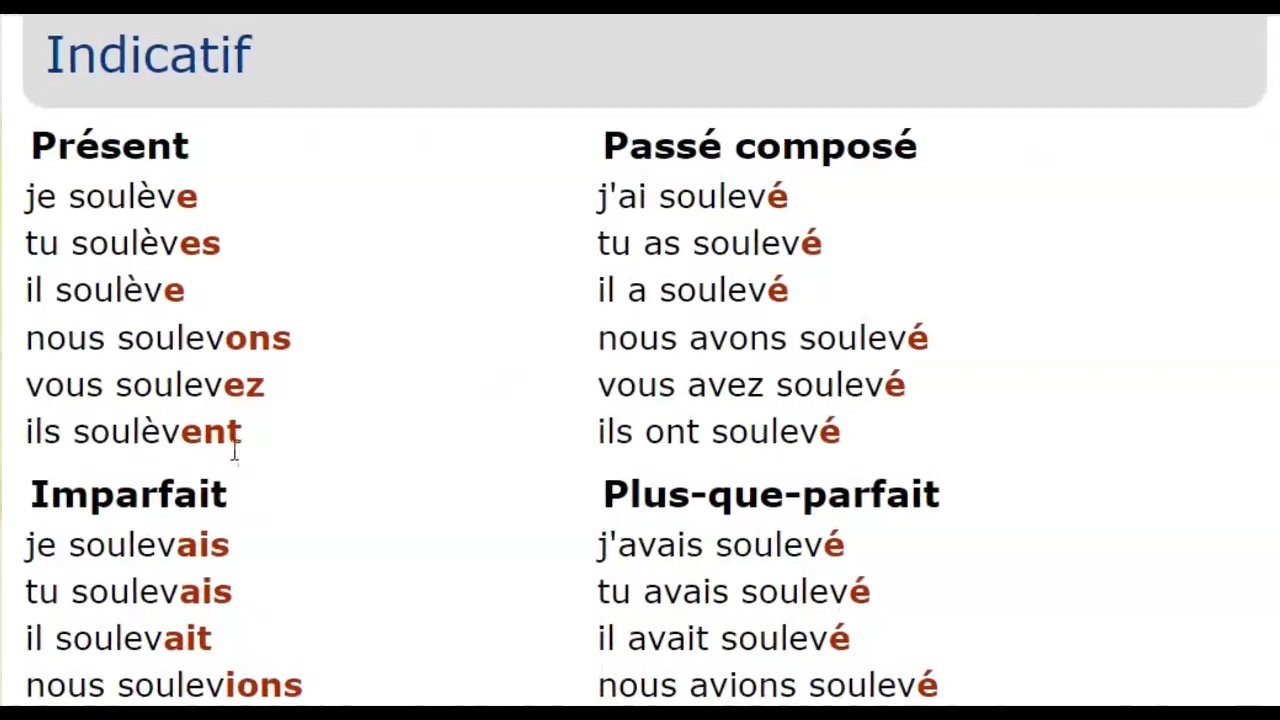 Indicatif
Présent
je soulève
tu soulèves
il soulève
nous soulevons
vous soulevez
ils soulèvent
Passé composé
j'ai soulevé
tu as soulevé
il a soulevé
nous avons soulevé
vous avez soulevé
ils ont soulevé
Imparfait
je soulevais
tu soulevais
il soulevait
nous soulevions
Plus-que-parfait
j'avais soulevé
tu avais soulevé
il avait soulevé
nous avions soulevé